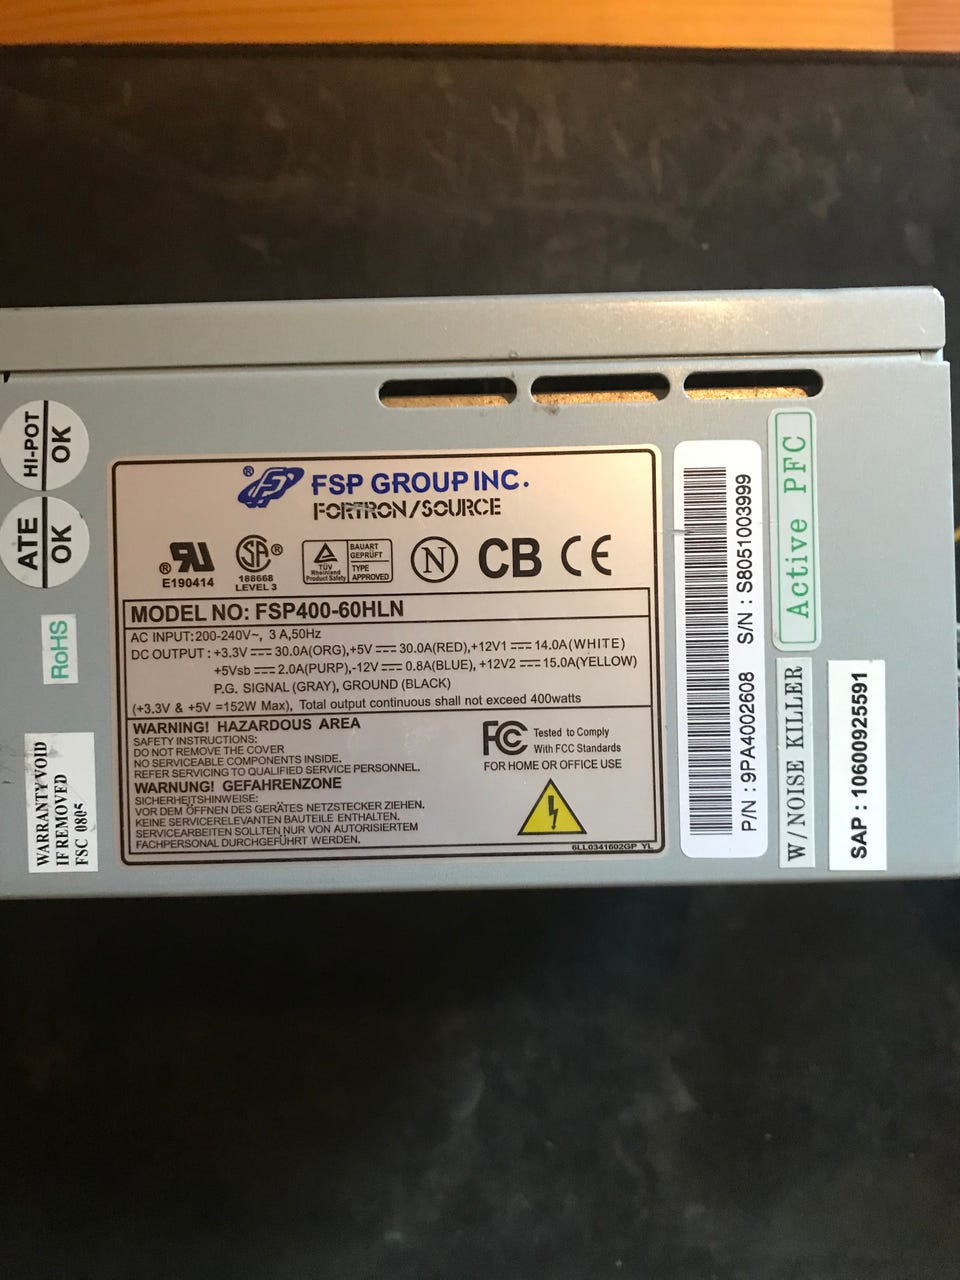 HI-POT
OK
ATE
OK
RoHS
WARRANTY VOID
IF REMOVED
FSC 0805
® FSP GROUP INC.
FORTRON/SOURCE
®
E190414
SA ®
188668
LEVEL 3
TÜV
Rheinland
Product Safety
BAUART
GEPRÜFT
TYPE
APPROVED
N
CB
CE
MODEL NO: FSP400-60HLN
AC INPUT:200-240V~, 3 A,50Hz
DC OUTPUT : +3.3V ⎓ 30.0A(ORG),+5V ⎓ 30.0A(RED),+12V1 ⎓ 14.0A(WHITE)
+5Vsb ⎓ 2.0A(PURP),-12V ⎓ 0.8A(BLUE), +12V2 ⎓ 15.0A(YELLOW)
P.G. SIGNAL (GRAY), GROUND (BLACK)
(+3.3V & +5V =152W Max), Total output continuous shall not exceed 400watts
WARNING! HAZARDOUS AREA
SAFETY INSTRUCTIONS:
DO NOT REMOVE THE COVER
NO SERVICEABLE COMPONENTS INSIDE.
REFER SERVICING TO QUALIFIED SERVICE PERSONNEL.
WARNUNG! GEFAHRENZONE
SICHERHEITSHINWEISE:
VOR DEM ÖFFNEN DES GERÄTES NETZSTECKER ZIEHEN.
KEINE SERVICERELEVANTEN BAUTEILE ENTHALTEN.
SERVICEARBEITEN SOLLTEN NUR VON AUTORISIERTEM
FACHPERSONAL DURCHGEFÜHRT WERDEN.
FC
Tested to Comply
With FCC Standards
FOR HOME OR OFFICE USE
6LL0341602GP YL
P/N : 9PA4002608 S/N : S8051003999
Active PFC
W/NOISE KILLER
SAP : 10600925591